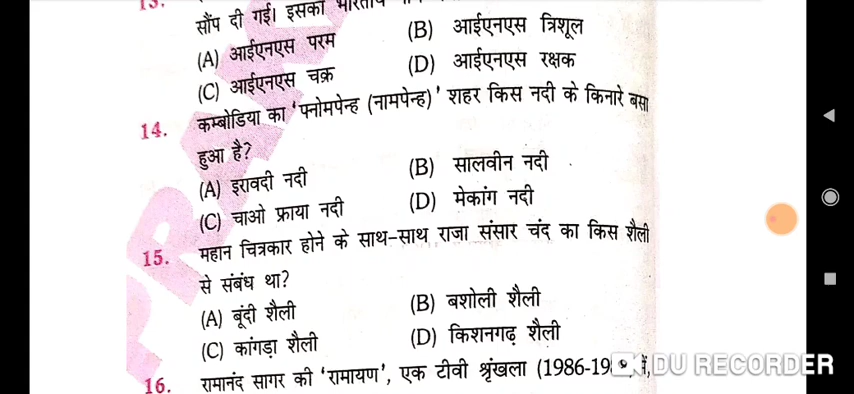 13.
सौंप दी गई। इसका भारतीय
(A) आईएनएस परम (B) आईएनएस त्रिशूल
(C) आईएनएस चक्र (D) आईएनएस रक्षक
14. कम्बोडिया का 'फ्नोमपेन्ह (नामपेन्ह)' शहर किस नदी के किनारे बसा
हुआ है?
(A) इरावदी नदी (B) सालवीन नदी
(C) चाओ फ्राया नदी (D) मेकांग नदी
15. महान चित्रकार होने के साथ-साथ राजा संसार चंद का किस शैली
से संबंध था?
(A) बूंदी शैली (B) बशोली शैली
(C) कांगड़ा शैली (D) किशनगढ़ शैली
16. रामानंद सागर की 'रामायण', एक टीवी श्रृंखला (1986-19 में,
DU RECORDER